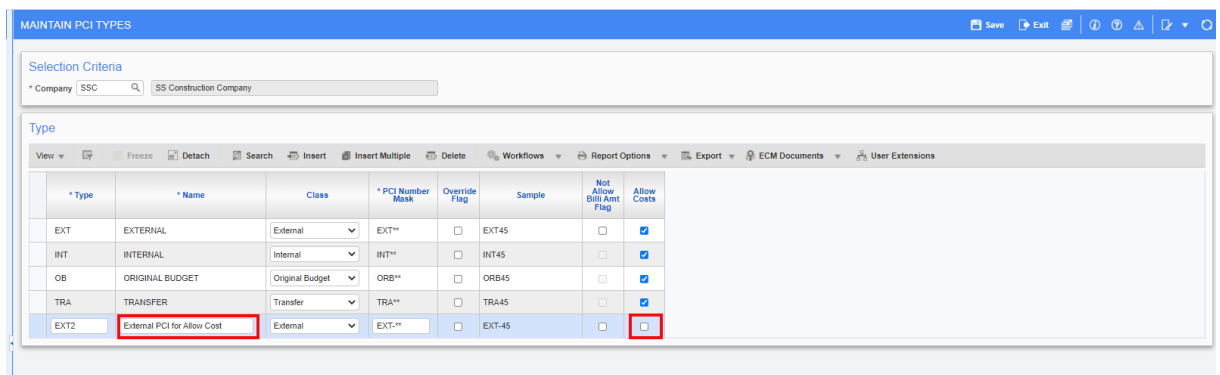 MAINTAIN PCI TYPES Save Exit
Selection Criteria
* Company SSC SS Construction Company
Type
View Freeze Detach Search Insert Insert Multiple Delete Workflows Report Options Export ECM Documents User Extensions
* Type * Name Class * PCI Number Mask Override Flag Sample Not Allow Billi Amt Flag Allow Costs
EXT EXTERNAL External EXT** EXT45
INT INTERNAL Internal INT** INT45
OB ORIGINAL BUDGET Original Budget ORB** ORB45
TRA TRANSFER Transfer TRA** TRA45
EXT2 External PCI for Allow Cost External EXT-** EXT-45